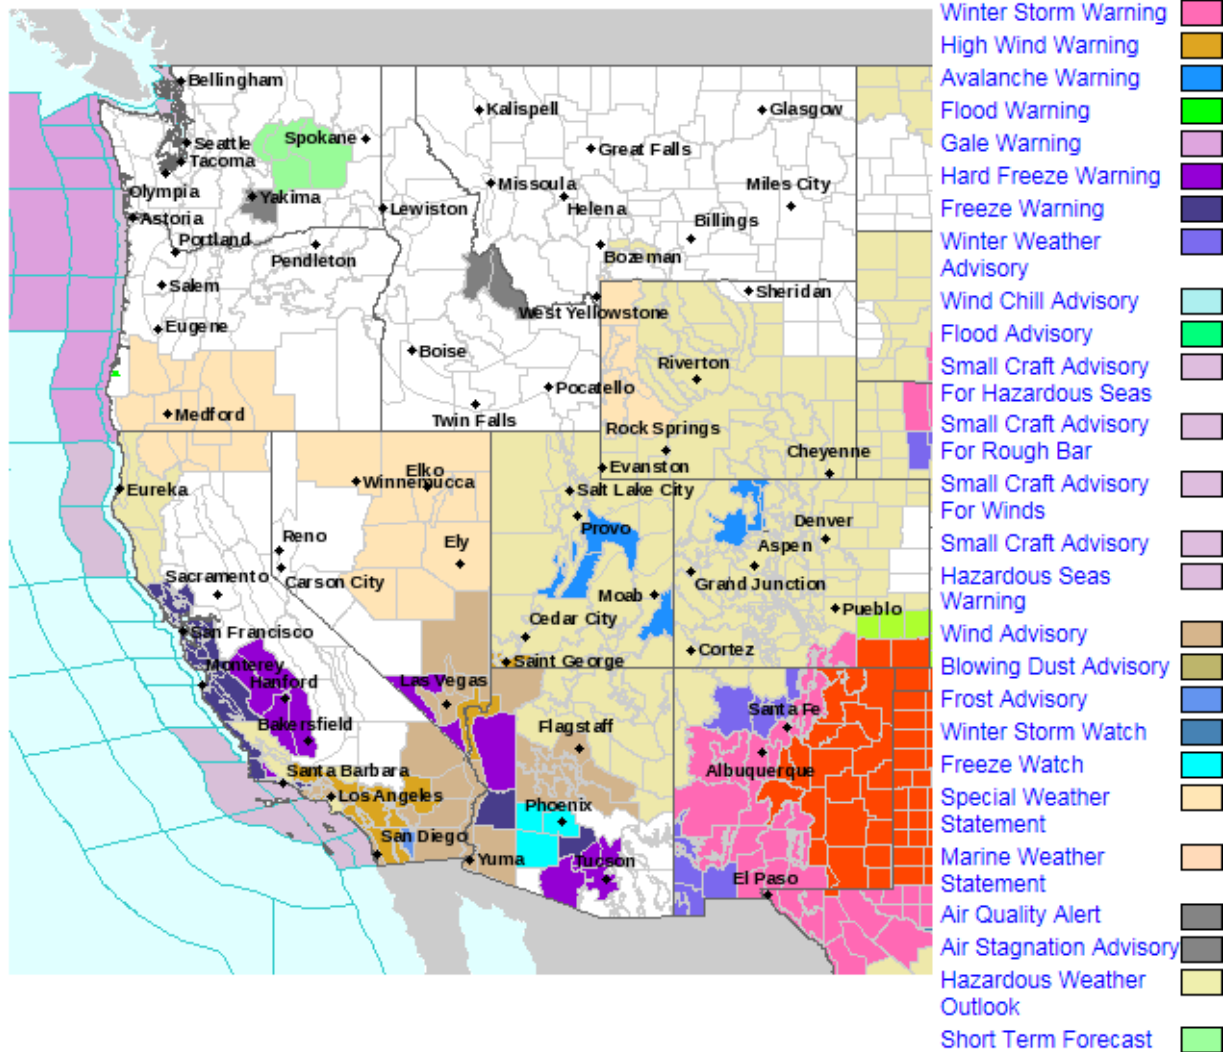 Bellingham
Seattle
Tacoma
Olympia
Spokane
Yakima
Astoria
Portland
Pendleton
Lewiston
Salem
Eugene
Medford
Kalispell
Glasgow
Great Falls
Missoula
Helena
Miles City
Billings
Bozeman
West Yellowstone
Sheridan
Boise
Pocatello
Twin Falls
Riverton
Rock Springs
Cheyenne
Evanston
Eureka
Elko
Winnemucca
Salt Lake City
Provo
Denver
Aspen
Reno
Ely
Carson City
Sacramento
Grand Junction
Moab
Pueblo
San Francisco
Cedar City
Cortez
Monterey
Hanford
Las Vegas
Saint George
Bakersfield
Flagstaff
Santa Fe
Albuquerque
Santa Barbara
Los Angeles
Phoenix
San Diego
Yuma
Tucson
El Paso
Winter Storm Warning
High Wind Warning
Avalanche Warning
Flood Warning
Gale Warning
Hard Freeze Warning
Freeze Warning
Winter Weather
Advisory
Wind Chill Advisory
Flood Advisory
Small Craft Advisory
For Hazardous Seas
Small Craft Advisory
For Rough Bar
Small Craft Advisory
For Winds
Small Craft Advisory
Hazardous Seas
Warning
Wind Advisory
Blowing Dust Advisory
Frost Advisory
Winter Storm Watch
Freeze Watch
Special Weather
Statement
Marine Weather
Statement
Air Quality Alert
Air Stagnation Advisory
Hazardous Weather
Outlook
Short Term Forecast